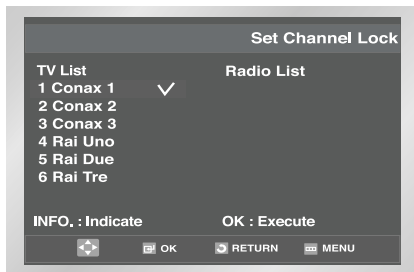 Set Channel Lock
TV List
1 Conax 1
2 Conax 2
3 Conax 3
4 Rai Uno
5 Rai Due
6 Rai Tre
Radio List
INFO. : Indicate
OK : Execute
OK
RETURN
MENU